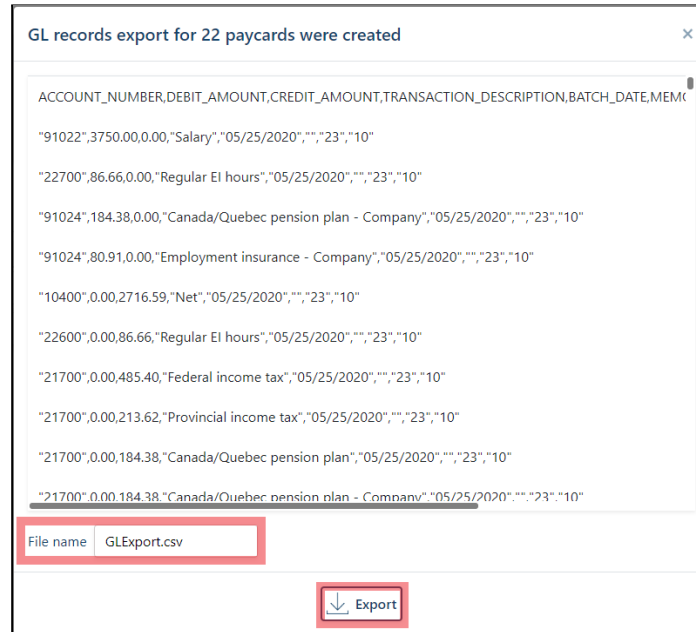 GL records export for 22 paycards were created
×
ACCOUNT_NUMBER,DEBIT_AMOUNT,CREDIT_AMOUNT,TRANSACTION_DESCRIPTION,BATCH_DATE,MEMO
"91022",3750.00,0.00,"Salary","05/25/2020","","23","10"
"22700",86.66,0.00,"Regular EI hours","05/25/2020","","23","10"
"91024",184.38,0.00,"Canada/Quebec pension plan - Company","05/25/2020","","23","10"
"91024",80.91,0.00,"Employment insurance - Company","05/25/2020","","23","10"
"10400",0.00,2716.59,"Net","05/25/2020","","23","10"
"22600",0.00,86.66,"Regular EI hours","05/25/2020","","23","10"
"21700",0.00,485.40,"Federal income tax","05/25/2020","","23","10"
"21700",0.00,213.62,"Provincial income tax","05/25/2020","","23","10"
"21700",0.00,184.38,"Canada/Quebec pension plan","05/25/2020","","23","10"
"21700",0.00,184.38,"Canada/Quebec pension plan - Company","05/25/2020","","23","10"
File name GLExport.csv
Export